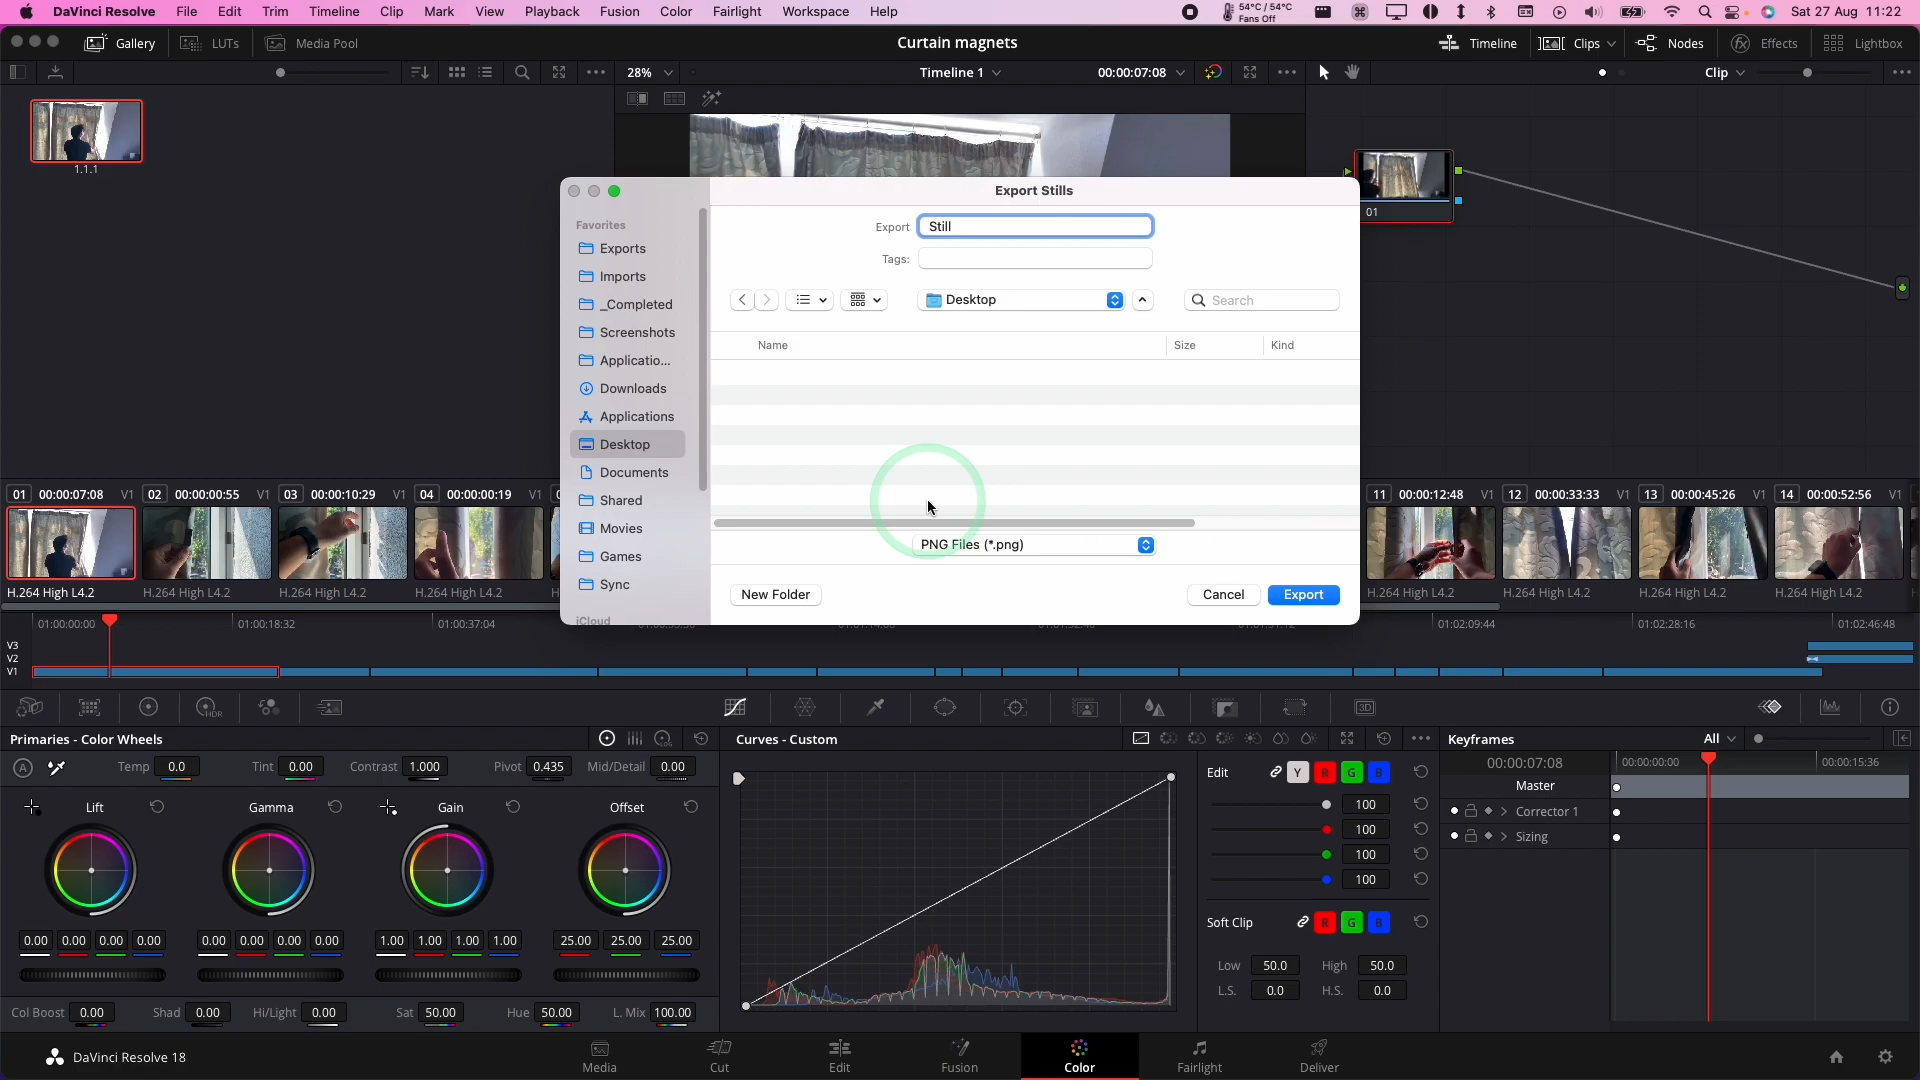 DaVinci Resolve File Edit Trim Timeline Clip Mark View Playback Fusion Color Fairlight Workspace Help 54°C / 54°C Fans Off Sat 27 Aug 11:22
Gallery LUTs Media Pool Curtain magnets Timeline Clips Nodes Effects Lightbox
28% Timeline 1 00:00:07:08 Clip
1.1.1
01
Export Stills
Export Still
Tags:
Desktop Search
Name Size Kind
Favorites
Exports
Imports
_Completed
Screenshots
Applicatio...
Downloads
Applications
Desktop
Documents
Shared
Movies
Games
Sync
iCloud
PNG Files (*.png)
New Folder Cancel Export
01 00:00:07:08 V1 02 00:00:00:55 V1 03 00:00:10:29 V1 04 00:00:00:19 V1 11 00:00:12:48 V1 12 00:00:33:33 V1 13 00:00:45:26 V1 14 00:00:52:56 V1
H.264 High L4.2 H.264 High L4.2 H.264 High L4.2 H.264 High L4.2 H.264 High L4.2 H.264 High L4.2 H.264 High L4.2 H.264 High L4.2
01:00:00:00 01:00:18:32 01:00:37:04 01:02:09:44 01:02:28:16 01:02:46:48
V3
V2
V1
HDR 3D
Primaries - Color Wheels Curves - Custom Keyframes All
Temp 0.0 Tint 0.00 Contrast 1.000 Pivot 0.435 Mid/Detail 0.00
Lift Gamma Gain Offset
0.00 0.00 0.00 0.00 0.00 0.00 0.00 0.00 1.00 1.00 1.00 1.00 25.00 25.00 25.00
Col Boost 0.00 Shad 0.00 Hi/Light 0.00 Sat 50.00 Hue 50.00 L. Mix 100.00
Edit Y R G B
100
100
100
100
Soft Clip R G B
Low 50.0 High 50.0
L.S. 0.0 H.S. 0.0
00:00:07:08 00:00:00:00 00:00:15:36
Master
Corrector 1
Sizing
DaVinci Resolve 18 Media Cut Edit Fusion Color Fairlight Deliver